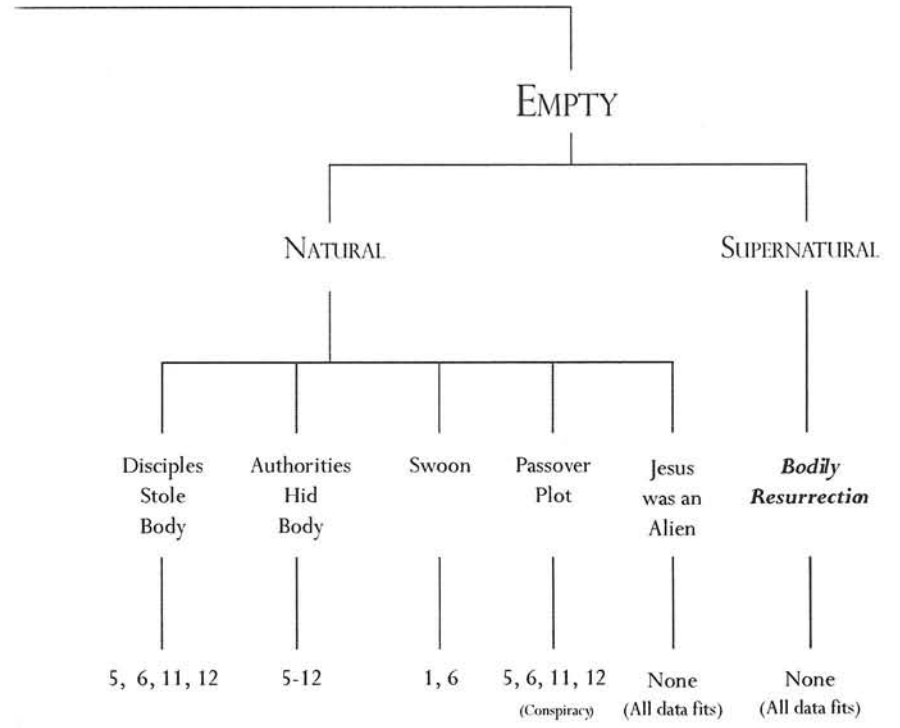 EMPTY
NATURAL
SUPERNATURAL
Disciples
Stole
Body
Authorities
Hid
Body
Swoon
Passover
Plot
Jesus
was an
Alien
Bodily
Resurrection
5, 6, 11, 12
5-12
1, 6
5, 6, 11, 12
(Conspiracy)
None
(All data fits)
None
(All data fits)